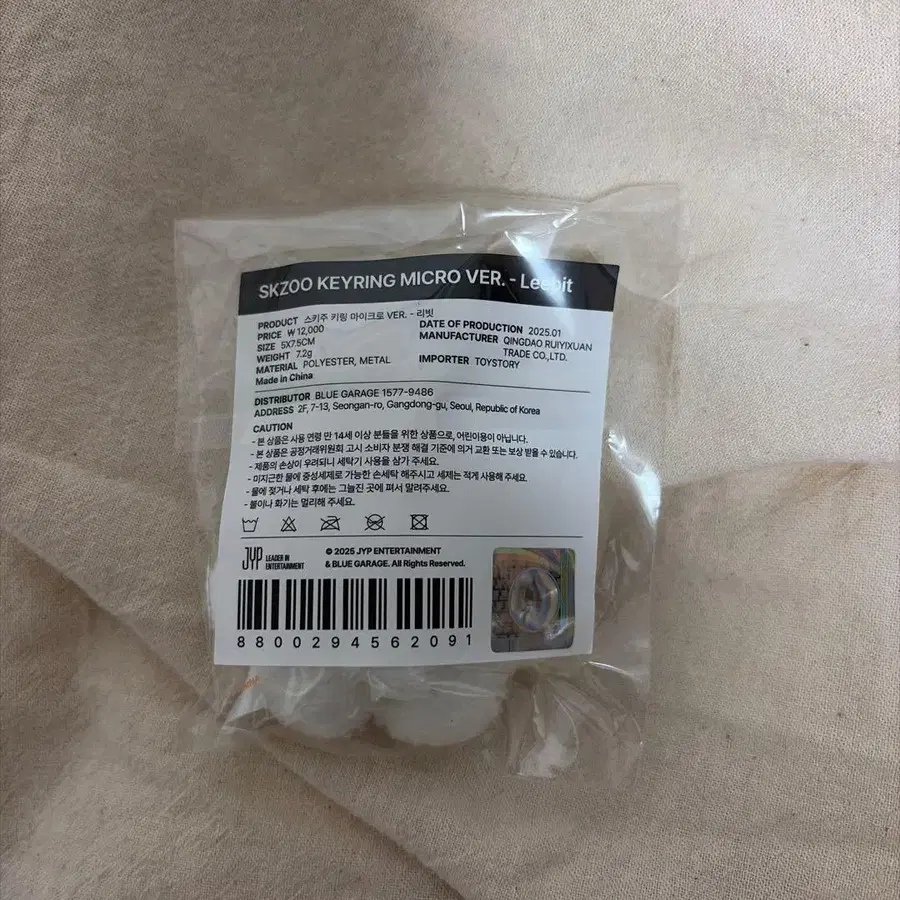 SKZOO KEYRING MICRO VER. - Leebit
PRODUCT 스키주 키링 마이크로 VER. - 리빗
PRICE ₩ 12,000
SIZE 5X7.5CM
WEIGHT 7.2g
MATERIAL POLYESTER, METAL
Made in China
DATE OF PRODUCTION 2025.01
MANUFACTURER QINGDAO RUIYIXUAN
TRADE CO.,LTD.
IMPORTER TOYSTORY
DISTRIBUTOR BLUE GARAGE 1577-9486
ADDRESS 2F, 7-13, Seongan-ro, Gangdong-gu, Seoul, Republic of Korea
CAUTION
- 본 상품은 사용 연령 만 14세 이상 분들을 위한 상품으로, 어린이용이 아닙니다.
- 본 상품은 공정거래위원회 고시 소비자 분쟁 해결 기준에 의거 교환 또는 보상 받을 수 있습니다.
- 제품의 손상이 우려되니 세탁기 사용을 삼가 주세요.
- 미지근한 물에 중성세제로 가능한 손세탁 해주시고 세제는 적게 사용해 주세요.
- 물에 젖거나 세탁 후에는 그늘진 곳에 펴서 말려주세요.
- 불이나 화기는 멀리해 주세요.
JYP LEADER IN
ENTERTAINMENT
© 2025 JYP ENTERTAINMENT
& BLUE GARAGE. All Rights Reserved.
8800294562091